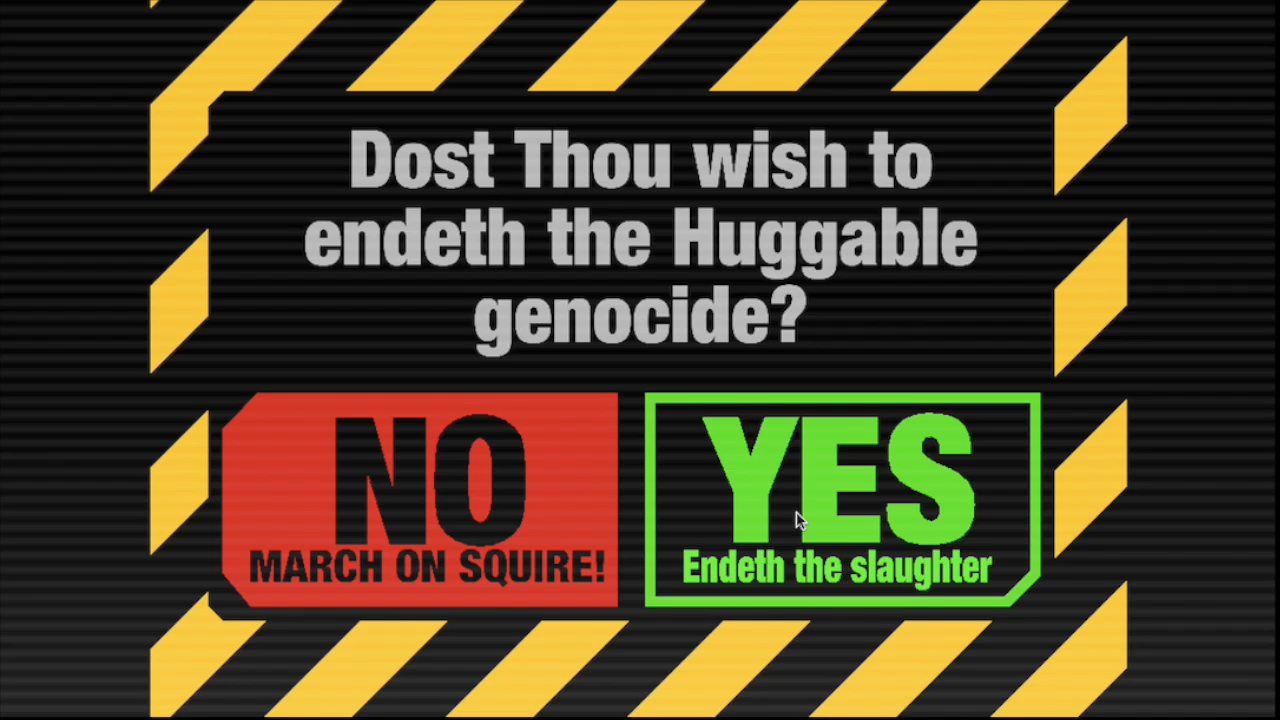 Dost Thou wish to
endeth the Huggable
genocide?
NO
MARCH ON SQUIRE!
YES
Endeth the slaughter